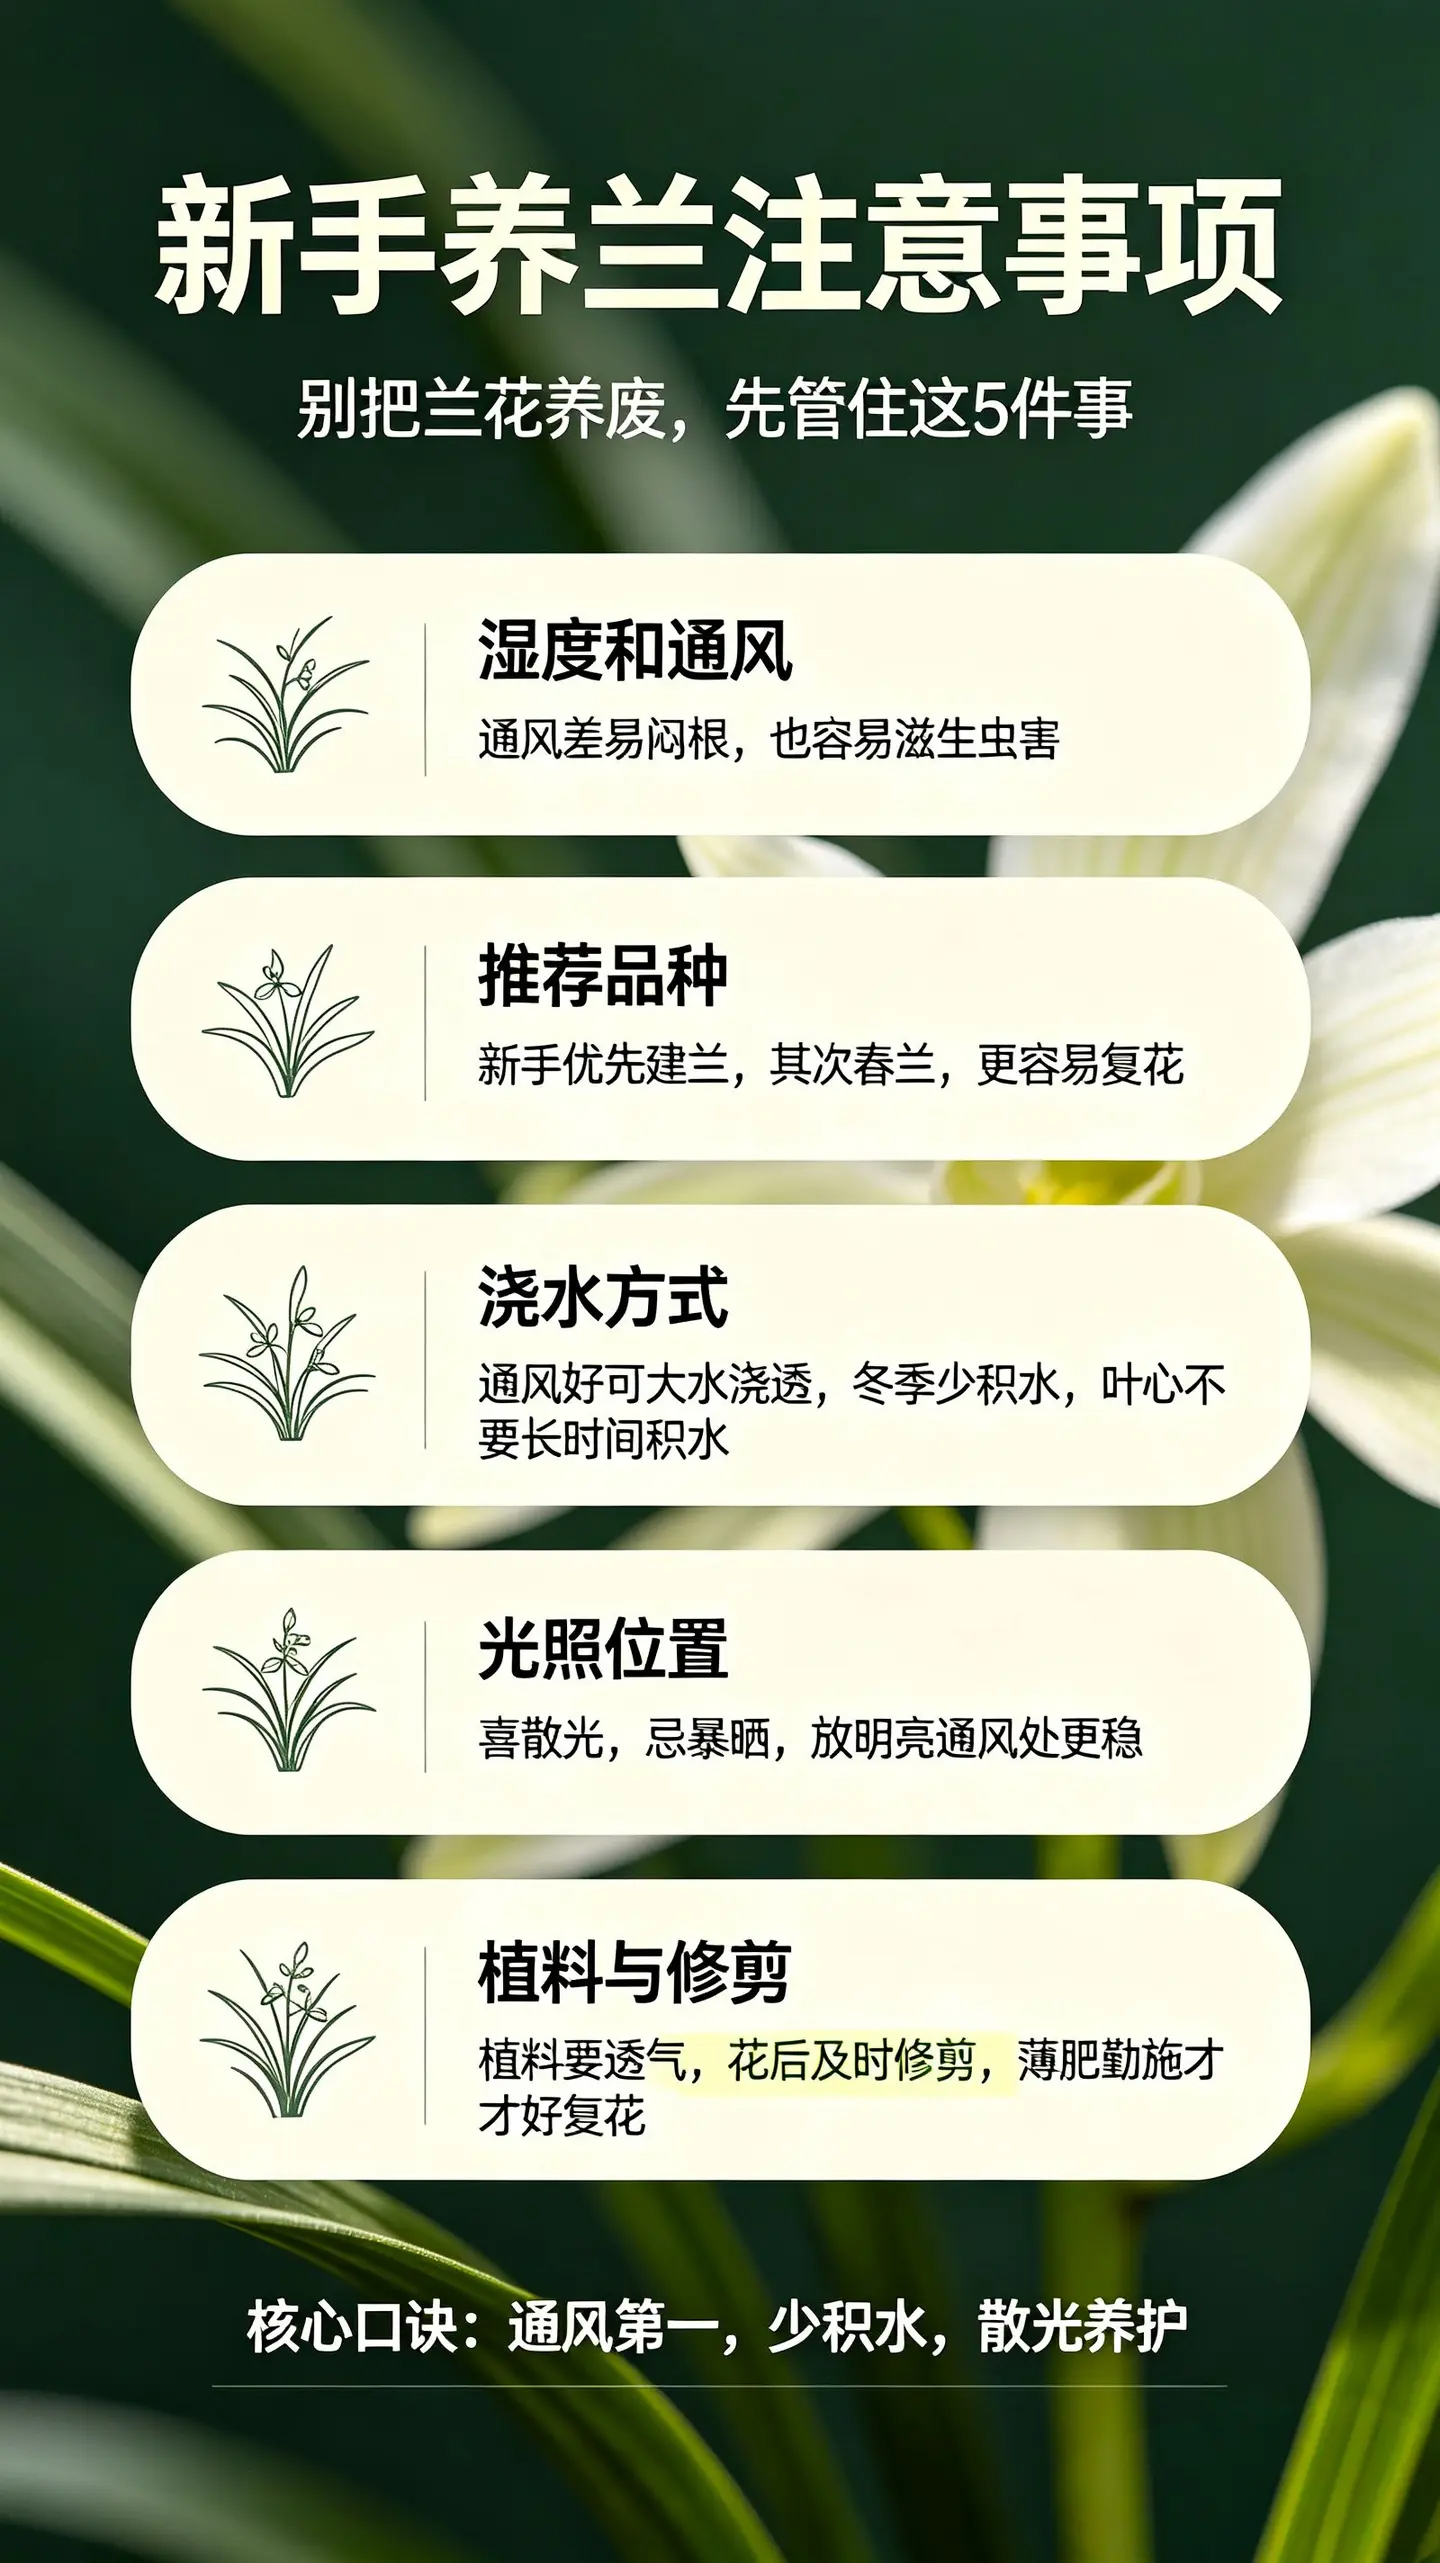 新手养兰注意事项
别把兰花养废，先管住这5件事
湿度和通风
通风差易闷根，也容易滋生虫害
推荐品种
新手优先建兰，其次春兰，更容易复花
浇水方式
通风好可大水浇透，冬季少积水，叶心不
要长时间积水
光照位置
喜散光，忌暴晒，放明亮通风处更稳
植料与修剪
植料要透气，花后及时修剪，薄肥勤施才
才好复花
核心口诀：通风第一，少积水，散光养护